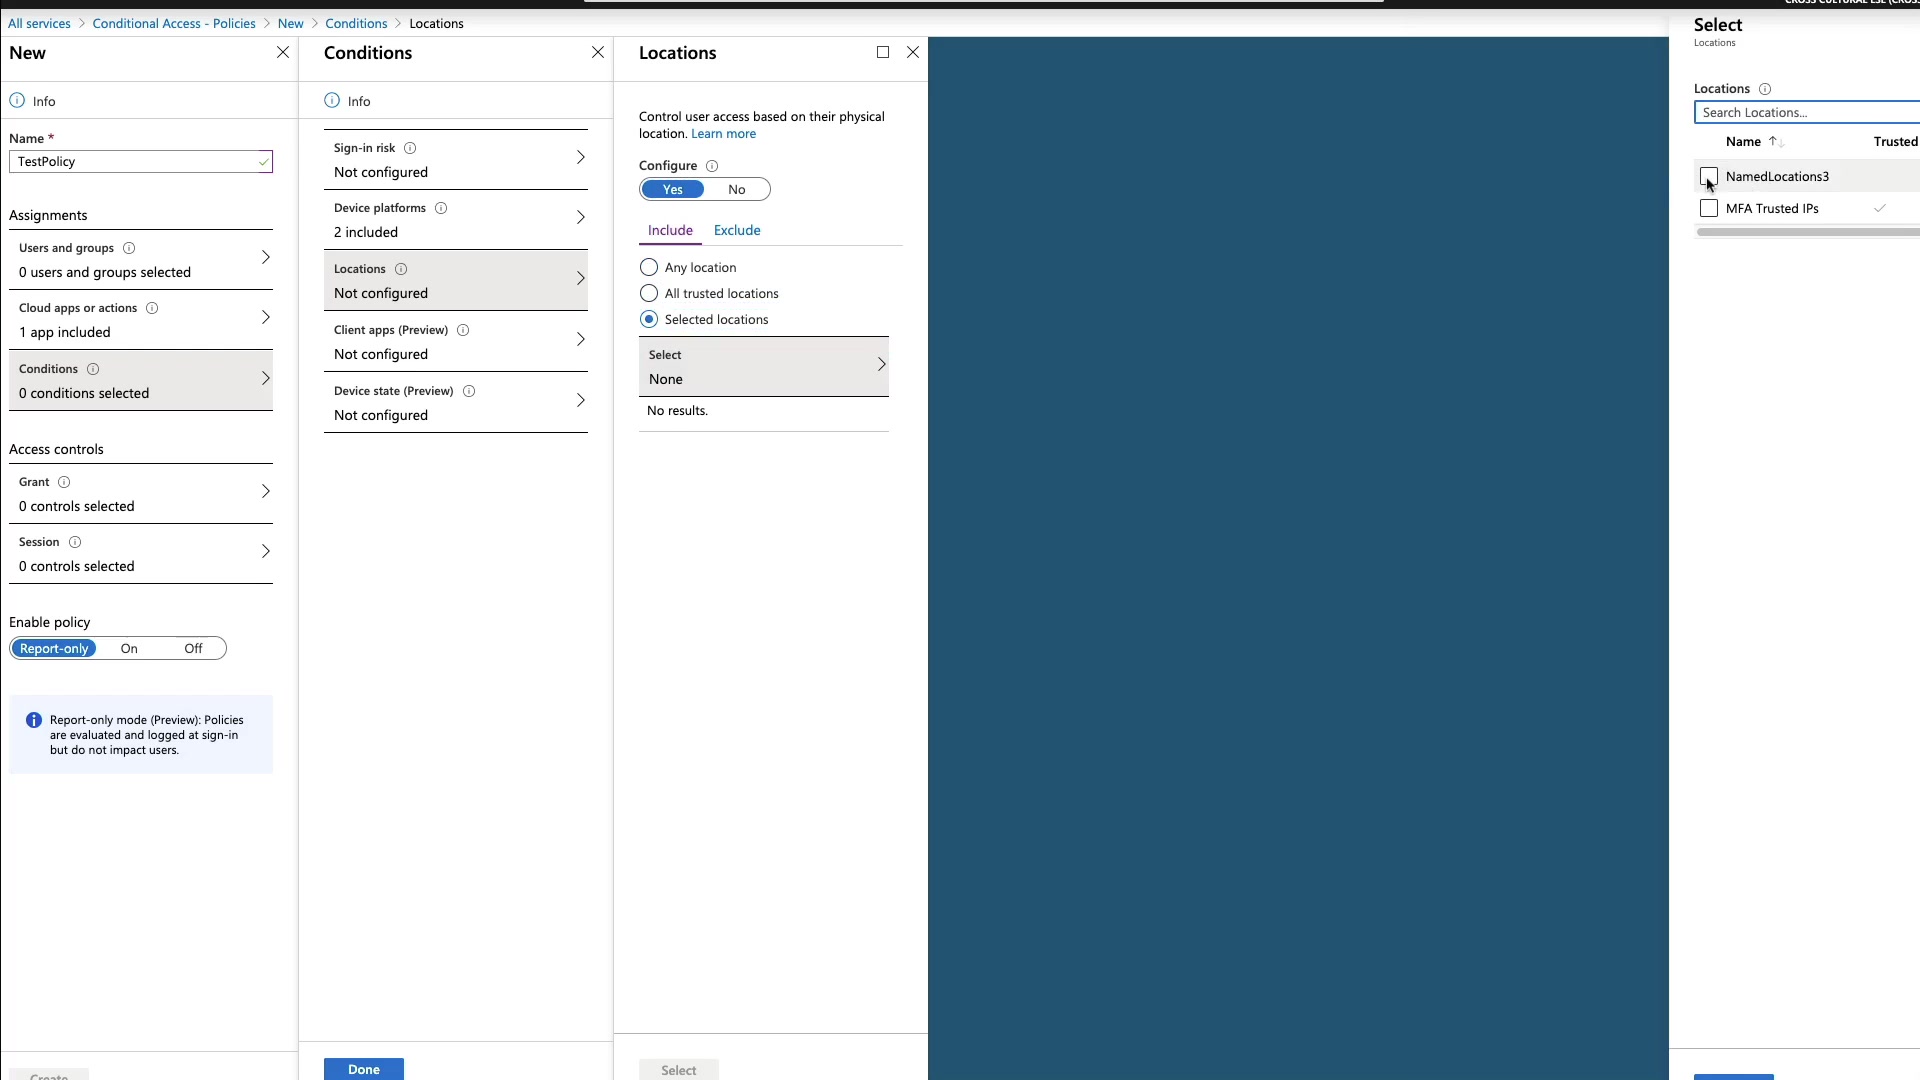 All services > Conditional Access - Policies > New > Conditions > Locations
New
Info
Name *
TestPolicy
Assignments
Users and groups
0 users and groups selected
Cloud apps or actions
1 app included
Conditions
0 conditions selected
Access controls
Grant
0 controls selected
Session
0 controls selected
Enable policy
Report-only On Off
Report-only mode (Preview): Policies
are evaluated and logged at sign-in
but do not impact users.
Create
Conditions
Info
Sign-in risk
Not configured
Device platforms
2 included
Locations
Not configured
Client apps (Preview)
Not configured
Device state (Preview)
Not configured
Done
Locations
Control user access based on their physical
location. Learn more
Configure
Yes No
Include Exclude
Any location
All trusted locations
Selected locations
Select
None
No results.
Select
Select
Locations
Locations
Search Locations...
Name Trusted
NamedLocations3
MFA Trusted IPs